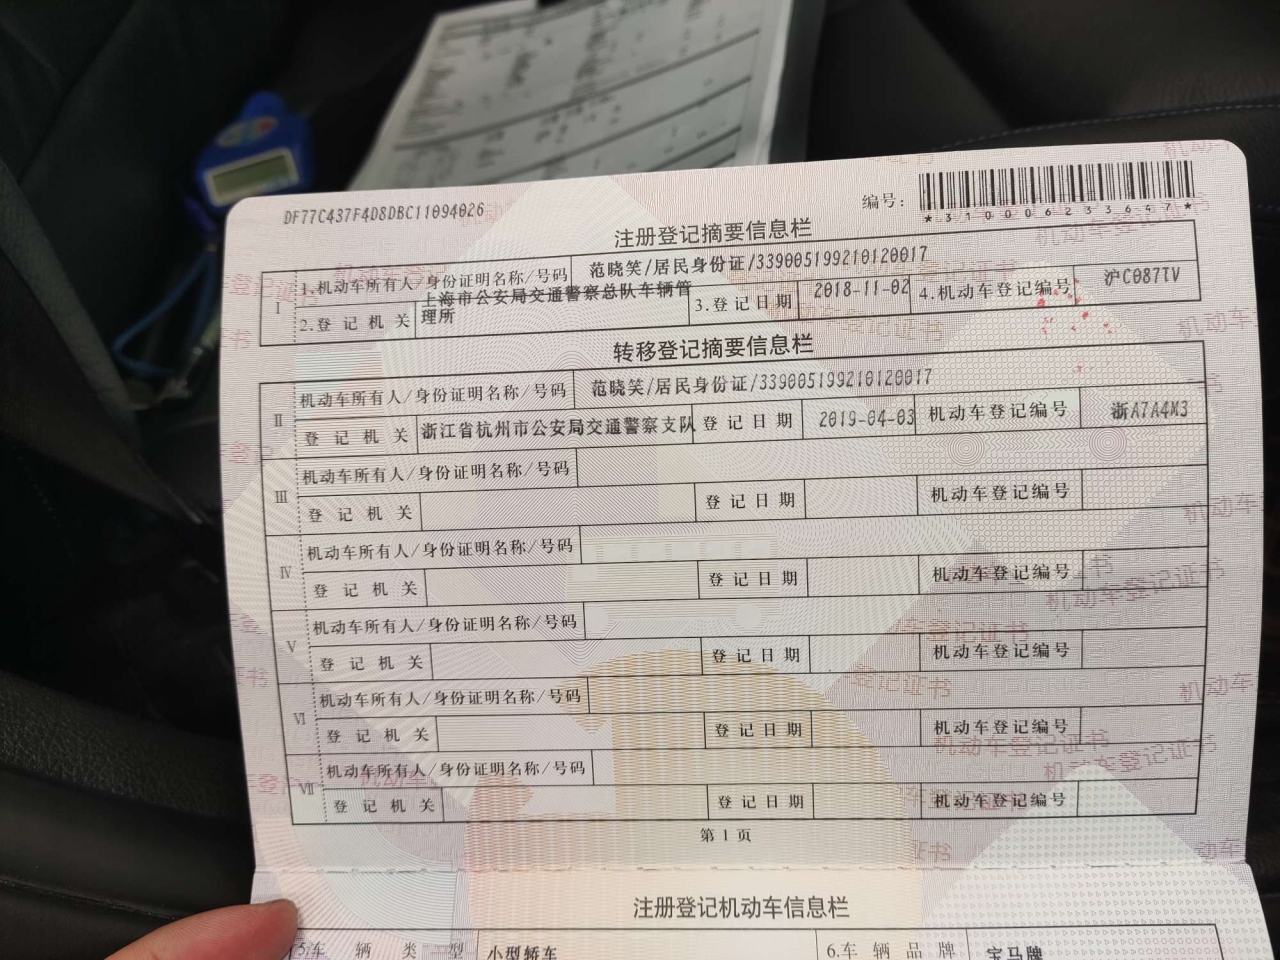 DF77C437F4D8DBC11094026
编号:
*310006233647*
注册登记摘要信息栏
I
1.机动车所有人/身份证明名称/号码 范晓笑/居民身份证/339005199210120017
2.登记机关 上海市公安局交通警察总队车辆管理所 3.登记日期 2018-11-02 4.机动车登记编号 沪C087TV
转移登记摘要信息栏
II
机动车所有人/身份证明名称/号码 范晓笑/居民身份证/339005199210120017
登记机关 浙江省杭州市公安局交通警察支队 登记日期 2019-04-03 机动车登记编号 浙A7A4M3
III
机动车所有人/身份证明名称/号码
登记机关 登记日期 机动车登记编号
IV
机动车所有人/身份证明名称/号码
登记机关 登记日期 机动车登记编号
V
机动车所有人/身份证明名称/号码
登记机关 登记日期 机动车登记编号
VI
机动车所有人/身份证明名称/号码
登记机关 登记日期 机动车登记编号
VII
机动车所有人/身份证明名称/号码
登记机关 登记日期 机动车登记编号
第1页
注册登记机动车信息栏
5.车辆类型 小型轿车 6.车辆品牌 宝马牌